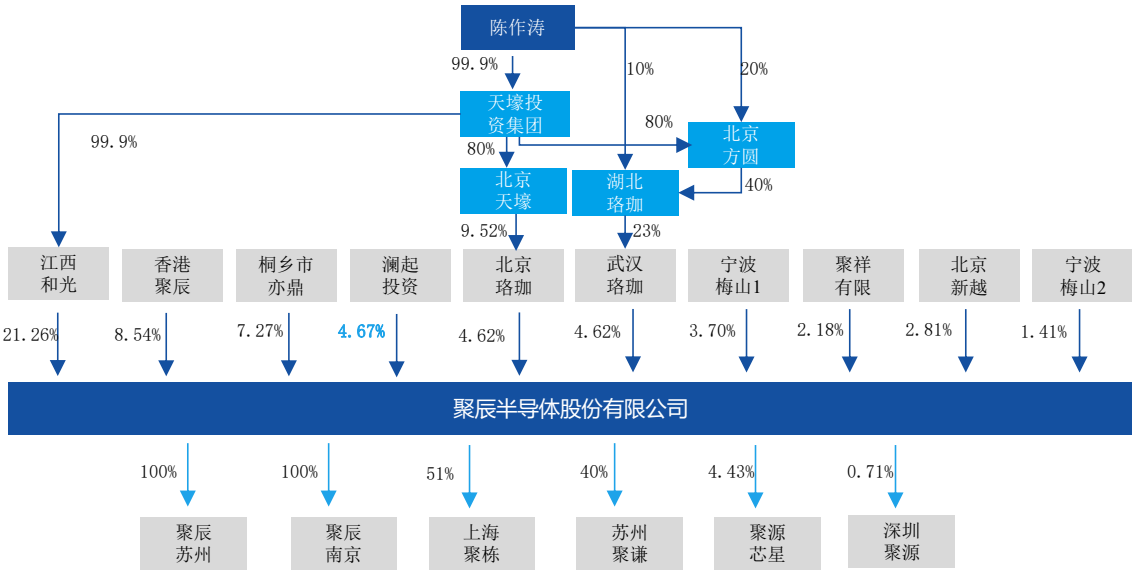 陈作涛
99.9%
10%
20%
天壕投
资集团
80%
北京
方圆
99.9%
80%
北京
天壕
湖北
珞珈
40%
9.52%
23%
江西
和光
香港
聚辰
桐乡市
亦鼎
澜起
投资
北京
珞珈
武汉
珞珈
宁波
梅山1
聚祥
有限
北京
新越
宁波
梅山2
21.26%
8.54%
7.27%
4.67%
4.62%
4.62%
3.70%
2.18%
2.81%
1.41%
聚辰半导体股份有限公司
100%
100%
51%
40%
4.43%
0.71%
聚辰
苏州
聚辰
南京
上海
聚栋
苏州
聚谦
聚源
芯星
深圳
聚源